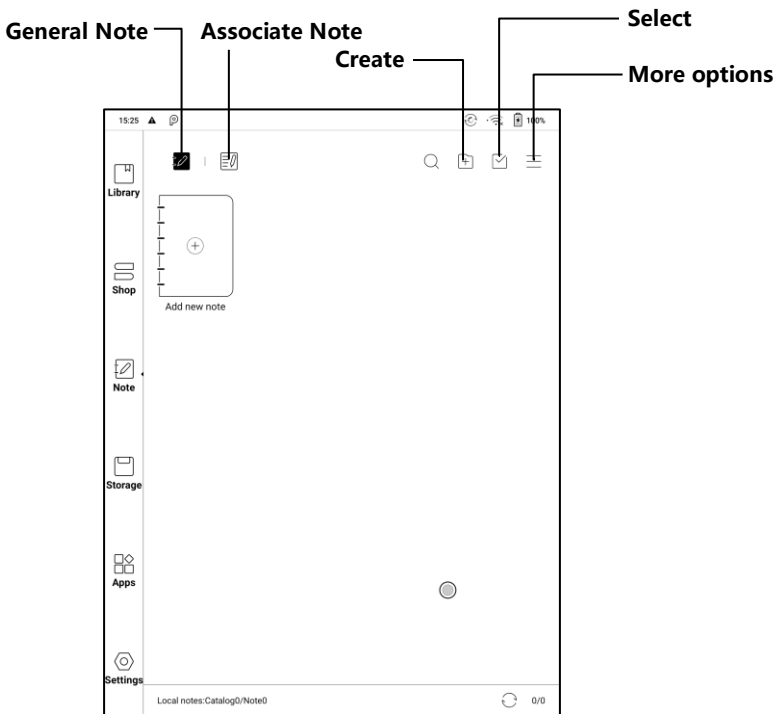 Select
General Note
Associate Note
Create
More options
15:25
100%
Library
Add new note
Shop
Note
Storage
Apps
Settings
Local notes:Catalog0/Note0
0/0